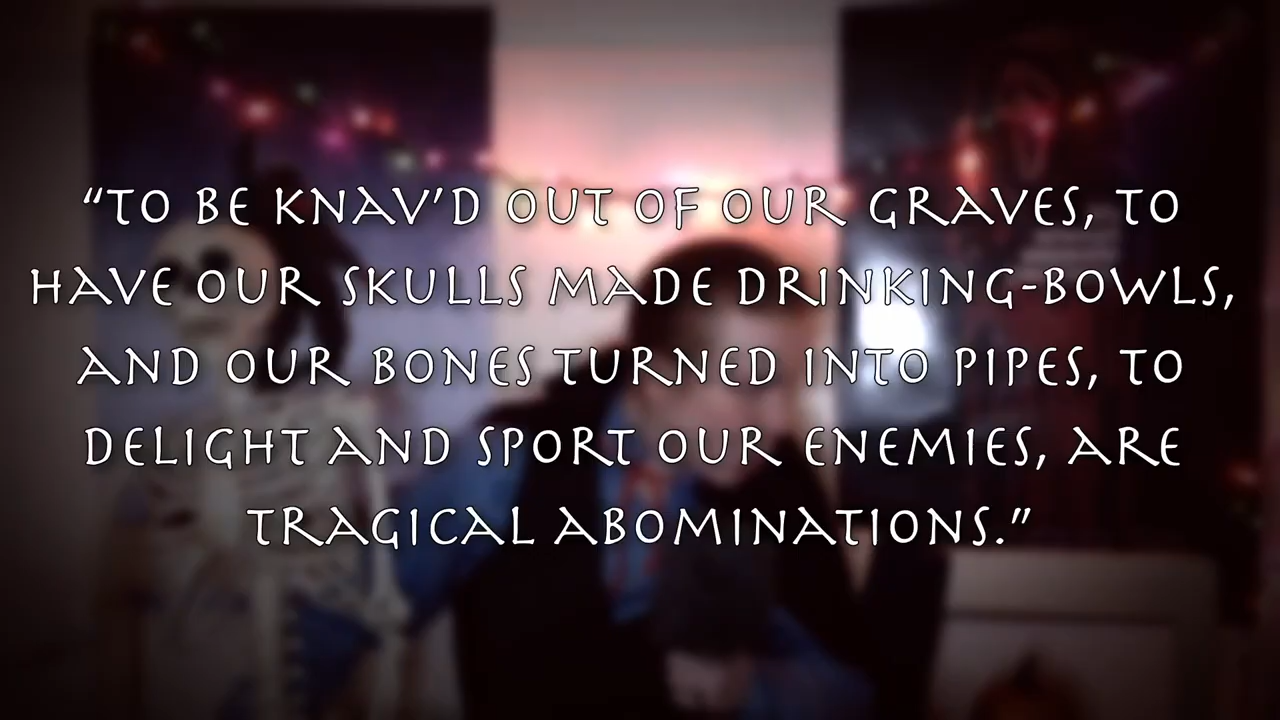 “TO BE KNAV’D OUT OF OUR GRAVES, TO
HAVE OUR SKULLS MADE DRINKING-BOWLS,
AND OUR BONES TURNED INTO PIPES, TO
DELIGHT AND SPORT OUR ENEMIES, ARE
TRAGICAL ABOMINATIONS.”